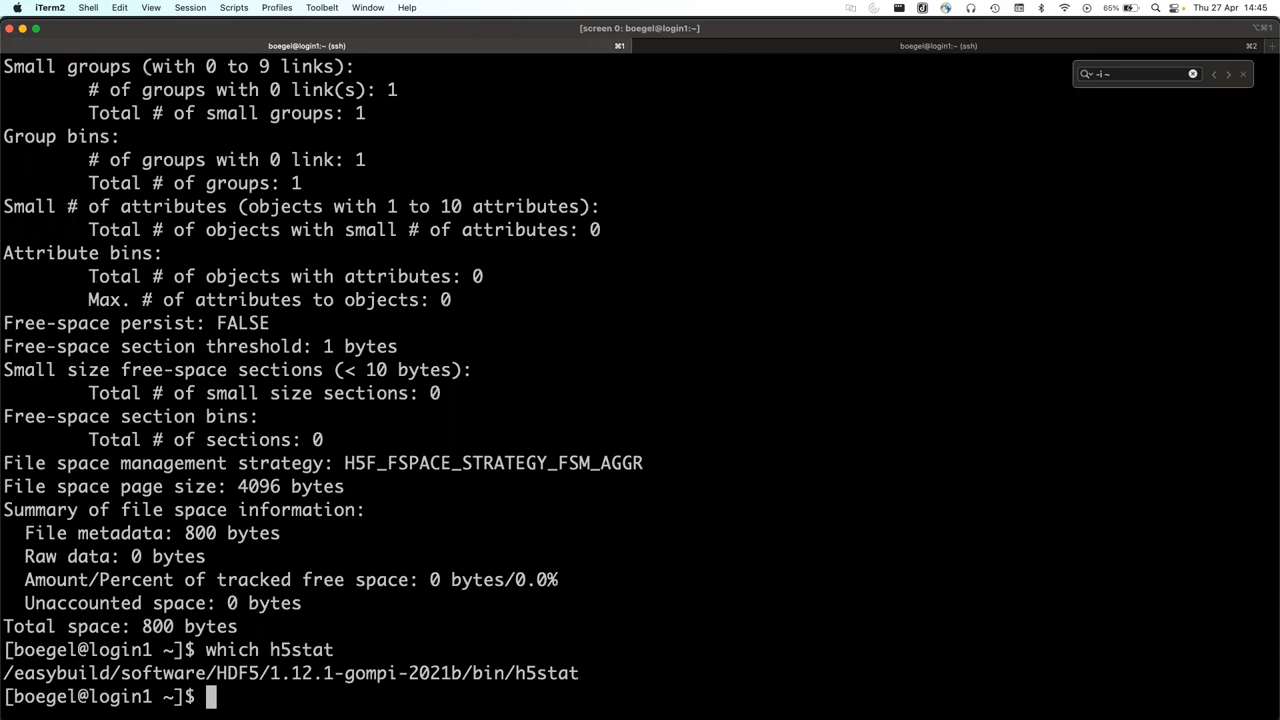 iTerm2 Shell Edit View Session Scripts Profiles Toolbelt Window Help 65% Thu 27 Apr 14:45
[screen 0: boegel@login1:~ (ssh) ⌥⌘1
boegel@login1:~ (ssh) ⌘1 boegel@login1:~ (ssh) ⌘2 +
-i ~
Small groups (with 0 to 9 links):
# of groups with 0 link(s): 1
Total # of small groups: 1
Group bins:
# of groups with 0 link: 1
Total # of groups: 1
Small # of attributes (objects with 1 to 10 attributes):
Total # of objects with small # of attributes: 0
Attribute bins:
Total # of objects with attributes: 0
Max. # of attributes to objects: 0
Free-space persist: FALSE
Free-space section threshold: 1 bytes
Small size free-space sections (< 10 bytes):
Total # of small size sections: 0
Free-space section bins:
Total # of sections: 0
File space management strategy: H5F_FSPACE_STRATEGY_FSM_AGGR
File space page size: 4096 bytes
Summary of file space information:
File metadata: 800 bytes
Raw data: 0 bytes
Amount/Percent of tracked free space: 0 bytes/0.0%
Unaccounted space: 0 bytes
Total space: 800 bytes
[boegel@login1 ~]$ which h5stat
/easybuild/software/HDF5/1.12.1-gompi-2021b/bin/h5stat
[boegel@login1 ~]$